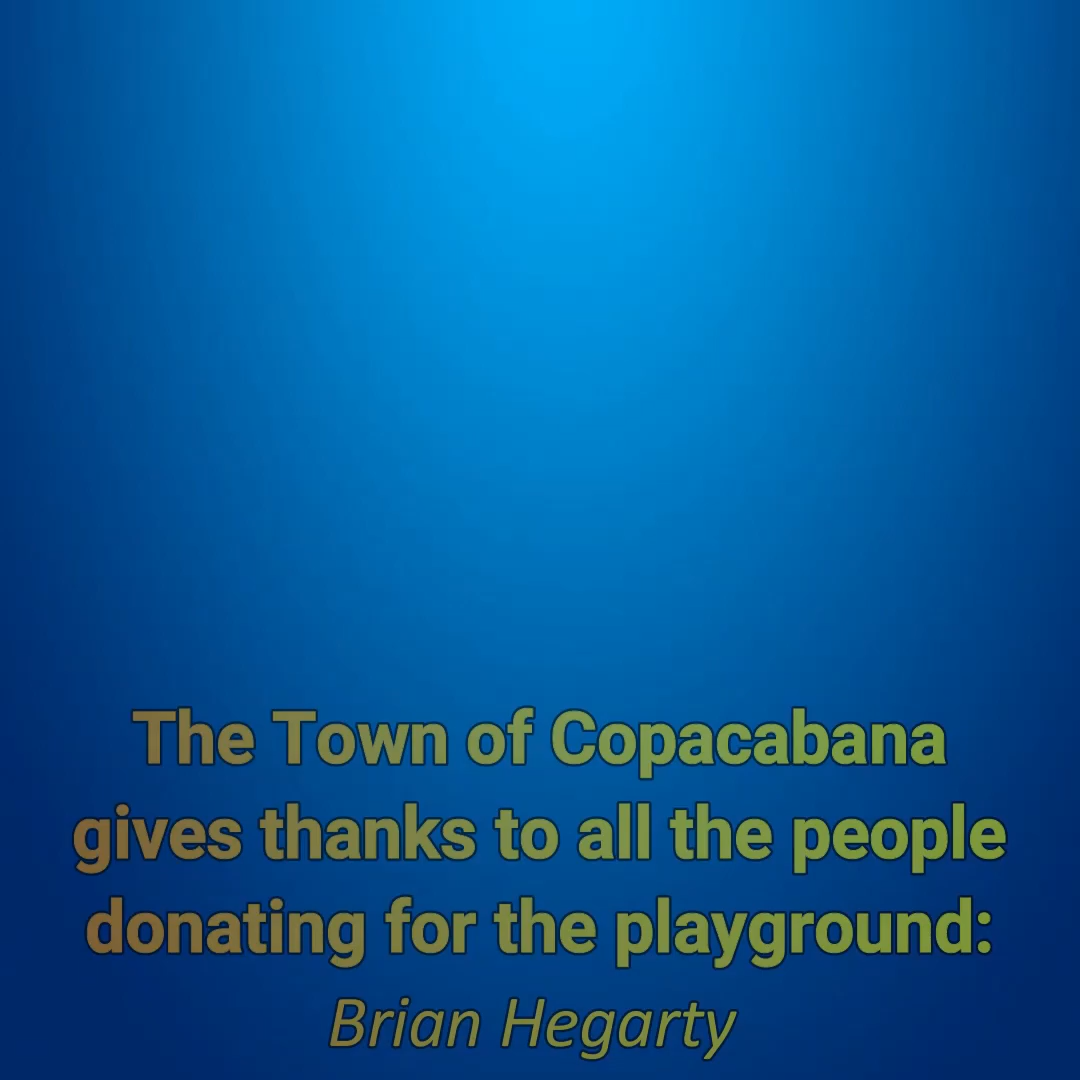 The Town of Copacabana
gives thanks to all the people
donating for the playground:
Brian Hegarty